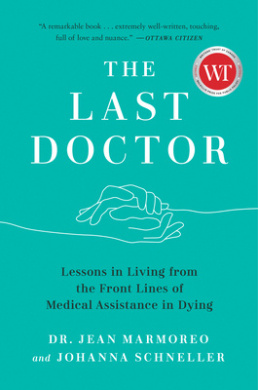 "A remarkable book . . . extremely well-written, touching,
full of love and nuance." —OTTAWA CITIZEN
WT
THE
LAST
DOCTOR
Lessons in Living from
the Front Lines of
Medical Assistance in Dying
DR. JEAN MARMOREO
and JOHANNA SCHNELLER